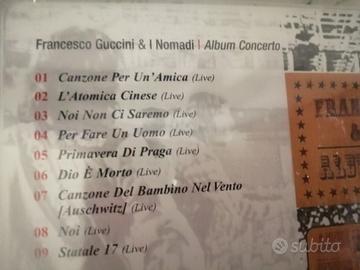 Francesco Guccini & I Nomadi | Album Concerto
01 Canzone Per Un'Amica (Live)
02 L'Atomica Cinese (Live)
03 Noi Non Ci Saremo (Live)
04 Per Fare Un Uomo (Live)
05 Primavera Di Praga (Live)
06 Dio È Morto (Live)
07 Canzone Del Bambino Nel Vento
[Auschwitz] (Live)
08 Noi (Live)
09 Statale 17 (Live)
subito